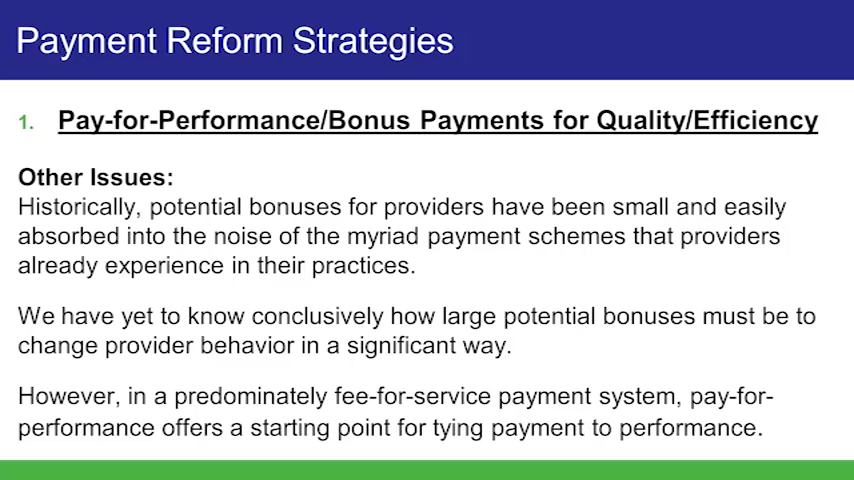 Payment Reform Strategies
1. Pay-for-Performance/Bonus Payments for Quality/Efficiency
Other Issues:
Historically, potential bonuses for providers have been small and easily
absorbed into the noise of the myriad payment schemes that providers
already experience in their practices.
We have yet to know conclusively how large potential bonuses must be to
change provider behavior in a significant way.
However, in a predominately fee-for-service payment system, pay-for-
performance offers a starting point for tying payment to performance.